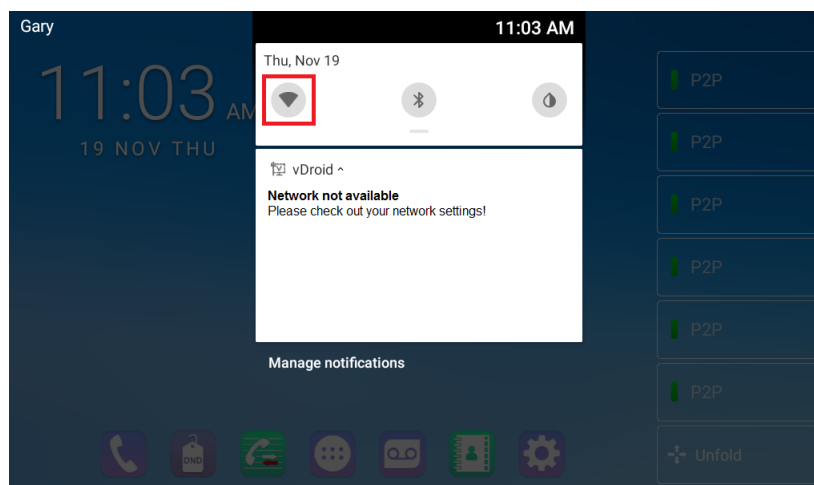 Gary
11:03 AM
11:03 AM
19 NOV THU
Thu, Nov 19
vDroid
Network not available
Please check out your network settings!
Manage notifications
P2P
P2P
P2P
P2P
P2P
P2P
Unfold
DND